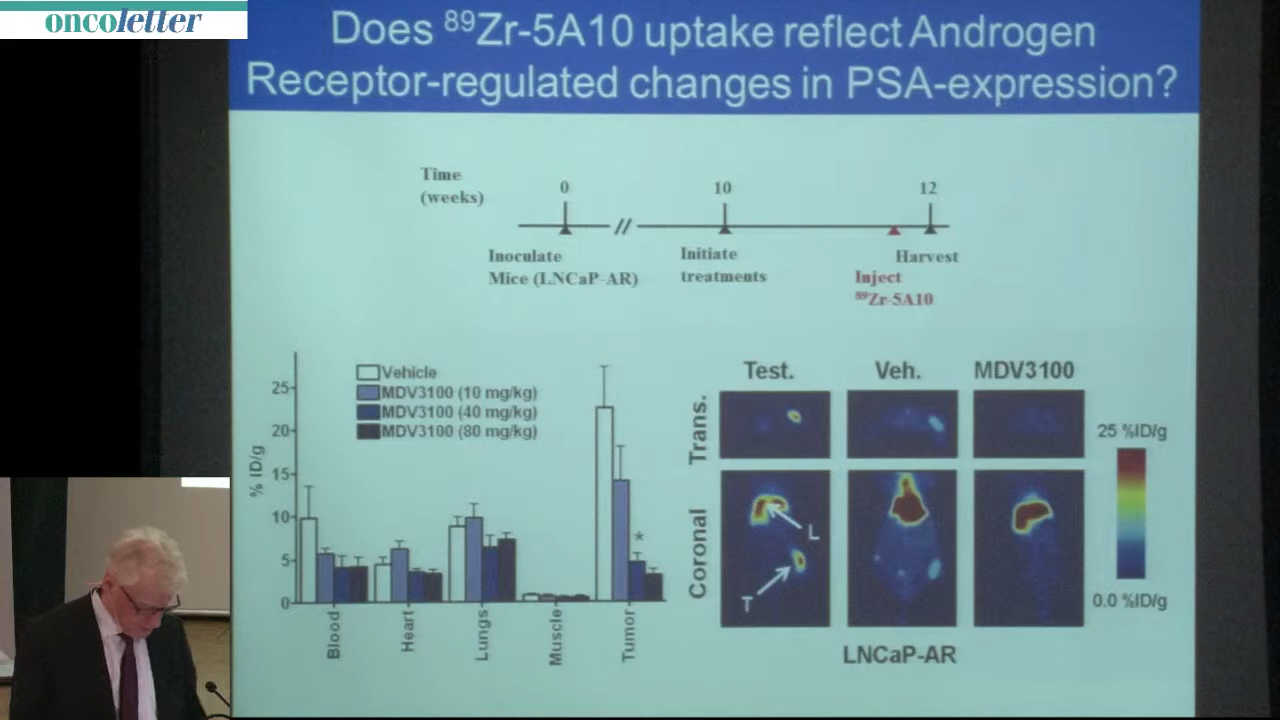 oncoletter
Does ⁸⁹Zr-5A10 uptake reflect Androgen
Receptor-regulated changes in PSA-expression?
Time
(weeks)
0
10
12
Inoculate
Mice (LNCaP-AR)
Initiate
treatments
Harvest
Inject
⁸⁹Zr-5A10
% ID/g
25
20
15
10
5
0
Vehicle
MDV3100 (10 mg/kg)
MDV3100 (40 mg/kg)
MDV3100 (80 mg/kg)
*
Blood
Heart
Lungs
Muscle
Tumor
Test.
Veh.
MDV3100
Trans.
Coronal
L
T
25 %ID/g
0.0 %ID/g
LNCaP-AR